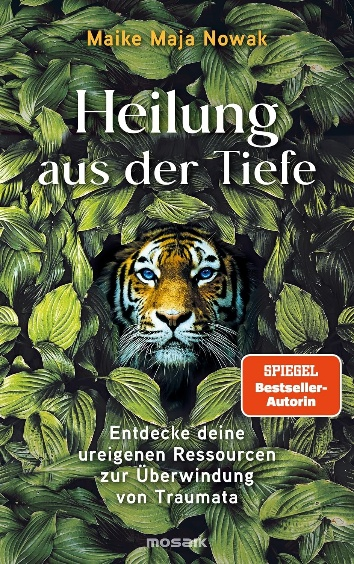 Maike Maja Nowak
Heilung
aus der Tiefe
SPIEGEL
Bestseller-
Autorin
Entdecke deine
ureigenen Ressourcen
zur Überwindung
von Traumata
mosaik